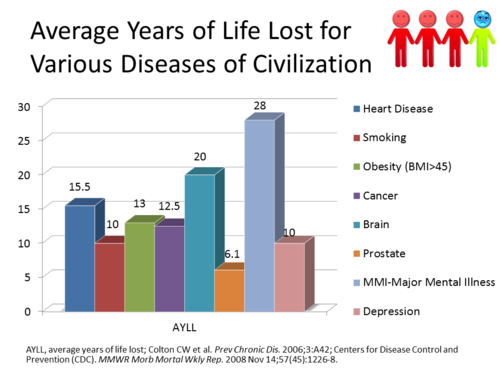 Average Years of Life Lost for
Various Diseases of Civilization
30
25
20
15
10
5
0
15.5
10
13
12.5
20
6.1
28
10
AYLL
Heart Disease
Smoking
Obesity (BMI>45)
Cancer
Brain
Prostate
MMI-Major Mental Illness
Depression
AYLL, average years of life lost; Colton CW et al. Prev Chronic Dis. 2006;3:A42; Centers for Disease Control and
Prevention (CDC). MMWR Morb Mortal Wkly Rep. 2008 Nov 14;57(45):1226-8.